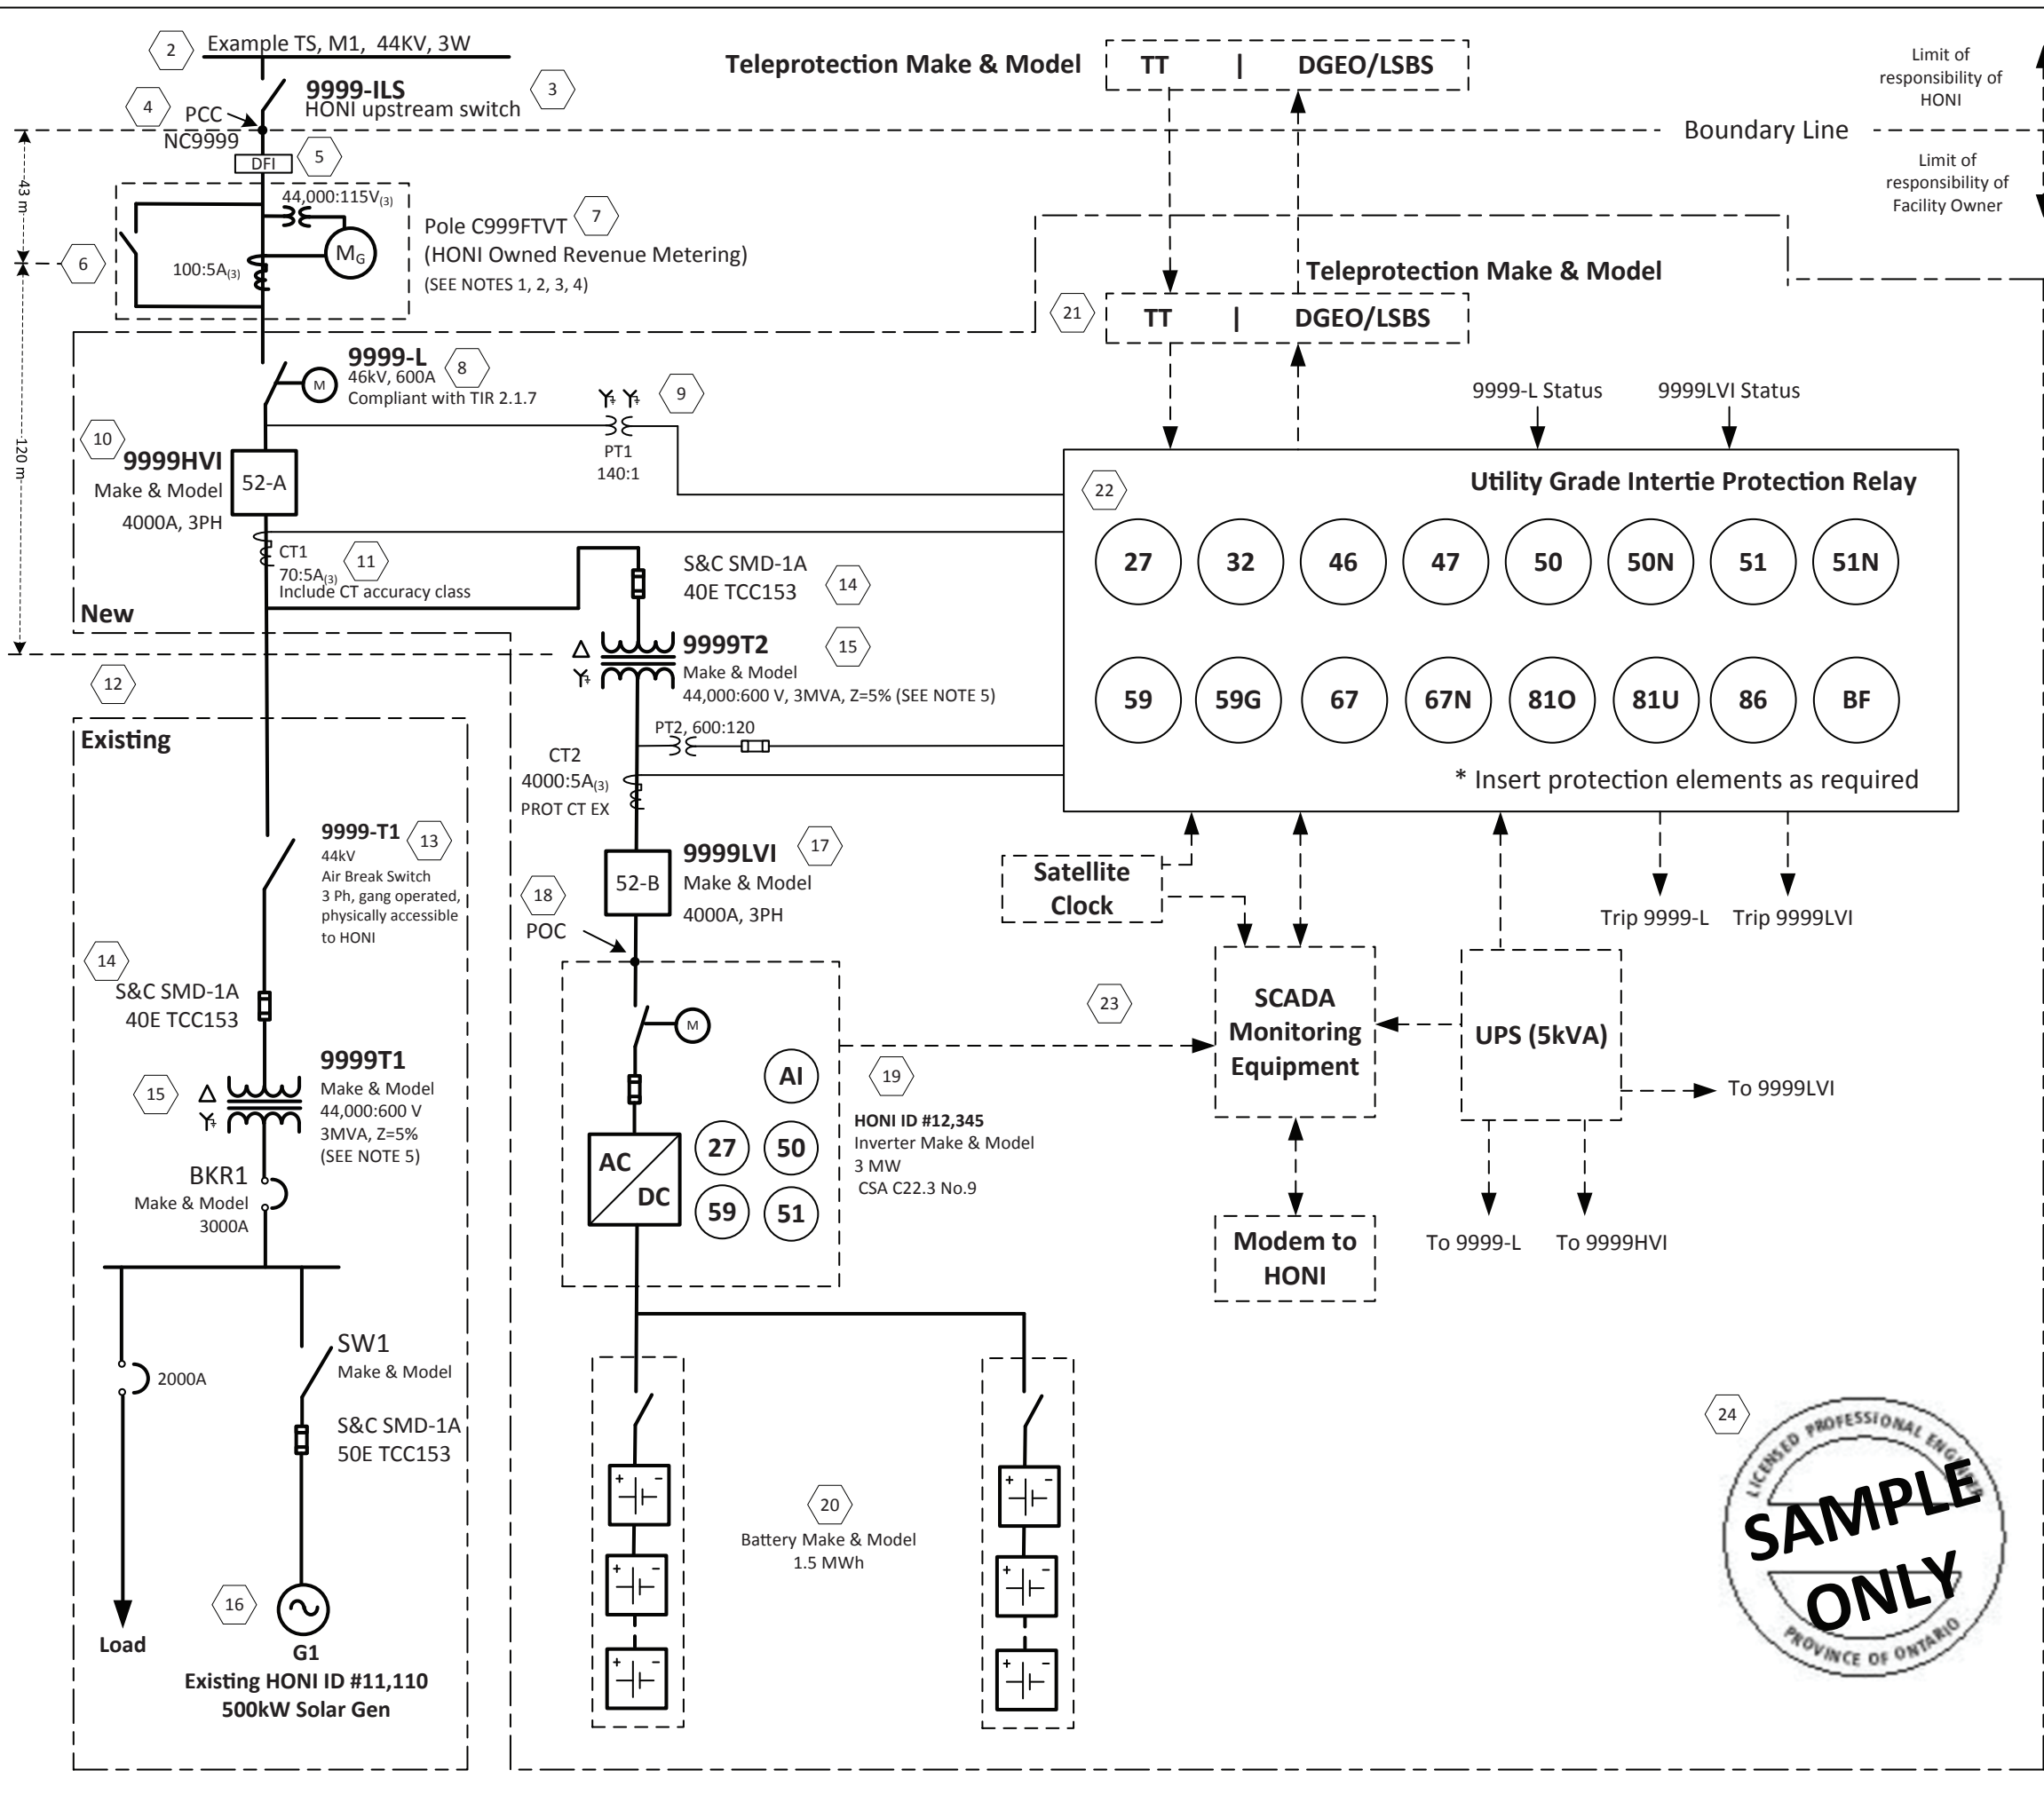 2
Example TS, M1, 44KV, 3W
9999-ILS
HONI upstream switch
3
4
PCC
NC9999
DFI
5
Teleprotection Make & Model
TT | DGEO/LSBS
Limit of
responsibility of
HONI
Boundary Line
Limit of
responsibility of
Facility Owner
43 m
6
44,000:115V(3)
MG
100:5A(3)
Pole C999FTVT
7
(HONI Owned Revenue Metering)
(SEE NOTES 1, 2, 3, 4)
Teleprotection Make & Model
21
TT | DGEO/LSBS
120 m
9999-L
8
46kV, 600A
Compliant with TIR 2.1.7
M
9
PT1
140:1
9999-L Status
9999LVI Status
10
9999HVI
Make & Model
4000A, 3PH
52-A
CT1
70:5A(3)
11
Include CT accuracy class
New
22
Utility Grade Intertie Protection Relay
27 32 46 47 50 50N 51 51N
59 59G 67 67N 81O 81U 86 BF
* Insert protection elements as required
S&C SMD-1A
40E TCC153
14
9999T2
15
Make & Model
44,000:600 V, 3MVA, Z=5% (SEE NOTE 5)
PT2, 600:120
CT2
4000:5A(3)
PROT CT EX
12
Existing
9999-T1
13
44kV
Air Break Switch
3 Ph, gang operated,
physically accessible
to HONI
52-B
9999LVI
17
Make & Model
4000A, 3PH
18
POC
Satellite
Clock
Trip 9999-L
Trip 9999LVI
14
S&C SMD-1A
40E TCC153
M
AI
19
HONI ID #12,345
Inverter Make & Model
3 MW
CSA C22.3 No.9
AC
DC
27 50
59 51
23
SCADA
Monitoring
Equipment
UPS (5kVA)
To 9999LVI
15
9999T1
Make & Model
44,000:600 V
3MVA, Z=5%
(SEE NOTE 5)
BKR1
Make & Model
3000A
Modem to
HONI
To 9999-L
To 9999HVI
2000A
SW1
Make & Model
S&C SMD-1A
50E TCC153
20
Battery Make & Model
1.5 MWh
+ −
+ −
+ −
+ −
+ −
+ −
16
Load
G1
Existing HONI ID #11,110
500kW Solar Gen
24
LICENSED PROFESSIONAL ENGINEER
SAMPLE
ONLY
PROVINCE OF ONTARIO